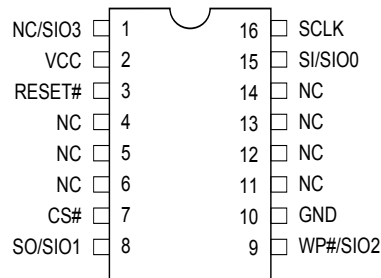 NC/SIO3 1 16 SCLK
VCC 2 15 SI/SIO0
RESET# 3 14 NC
NC 4 13 NC
NC 5 12 NC
NC 6 11 NC
CS# 7 10 GND
SO/SIO1 8 9 WP#/SIO2